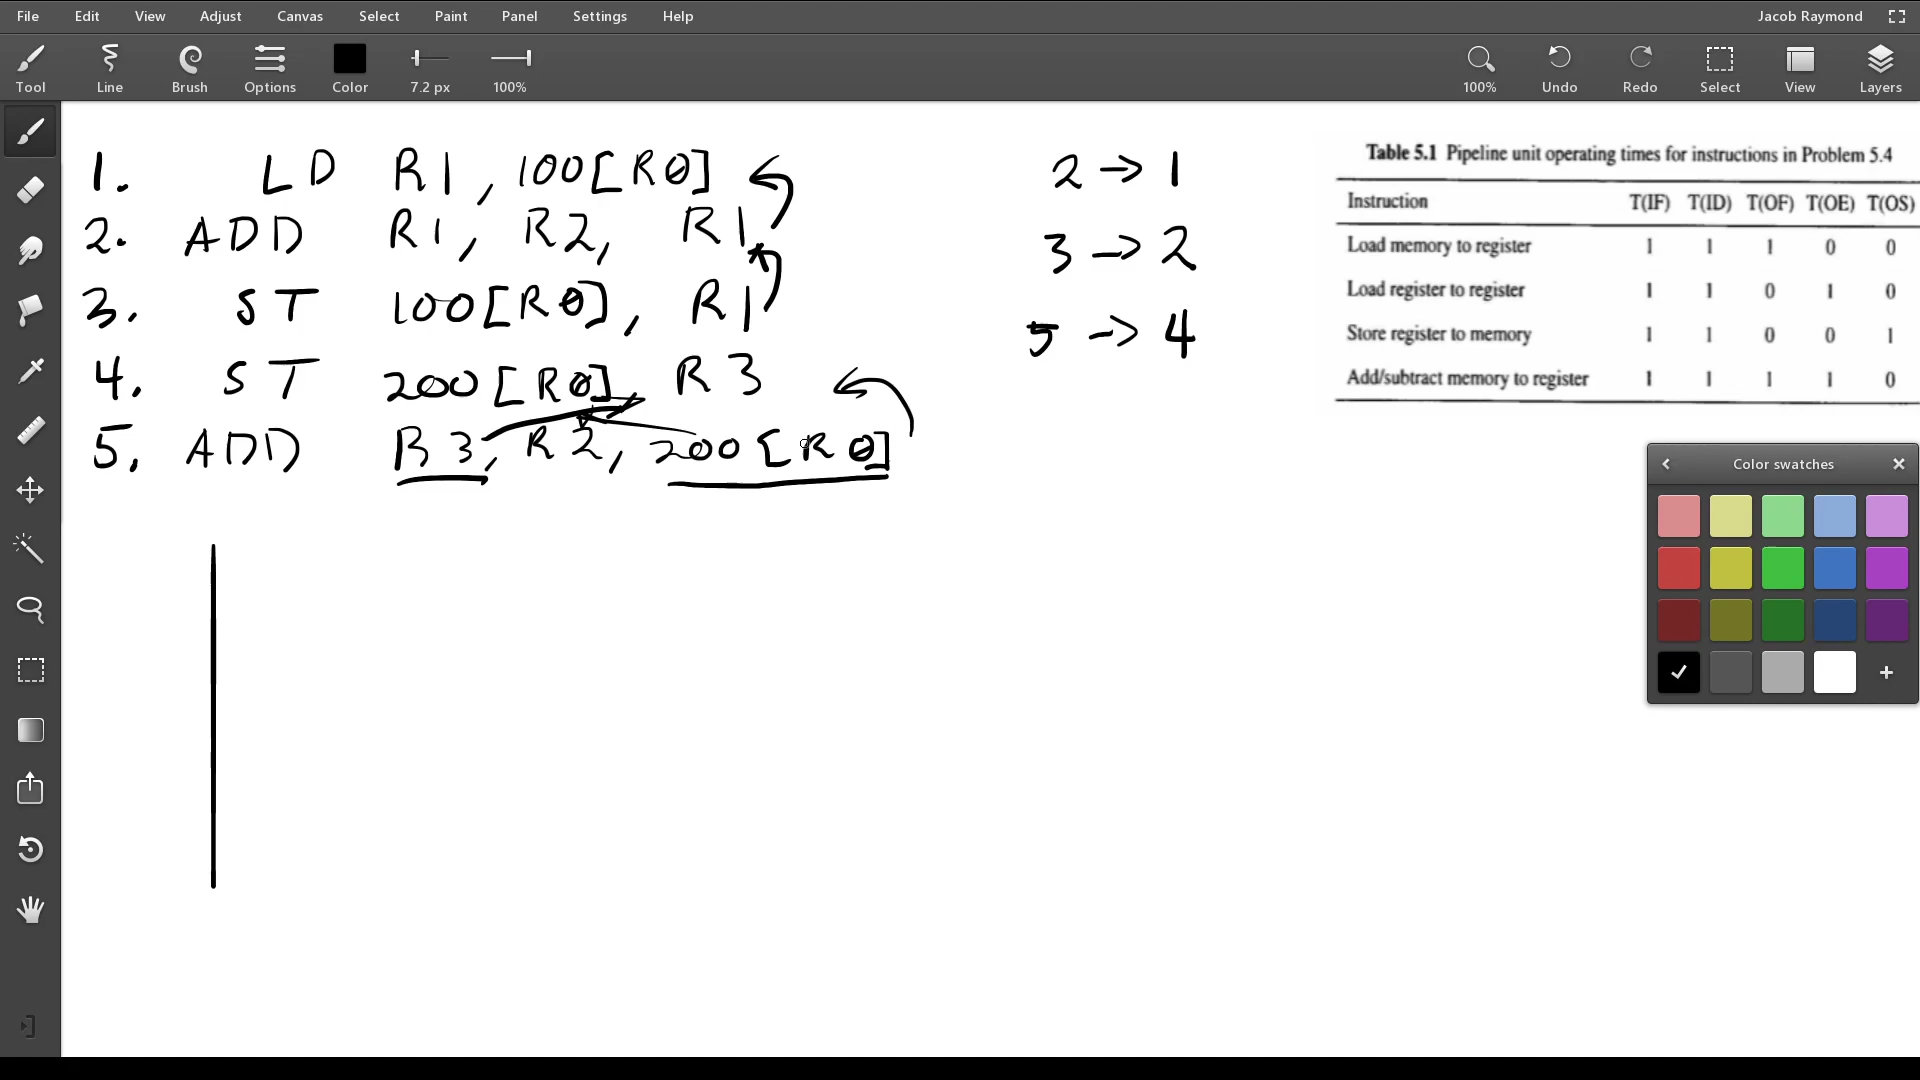 File Edit View Adjust Canvas Select Paint Panel Settings Help Jacob Raymond
Tool Line Brush Options Color 7.2 px 100% 100% Undo Redo Select View Layers
1. LD R1, 100[R0]
2. ADD R1, R2, R1
3. ST 100[R0], R1
4. ST 200[R0] R3
5. ADD R3, R2, 200[R0]
2 -> 1
3 -> 2
5 -> 4
Table 5.1 Pipeline unit operating times for instructions in Problem 5.4
Instruction T(IF) T(ID) T(OF) T(OE) T(OS)
Load memory to register 1 1 1 0 0
Load register to register 1 1 0 1 0
Store register to memory 1 1 0 0 1
Add/subtract memory to register 1 1 1 1 0
Color swatches